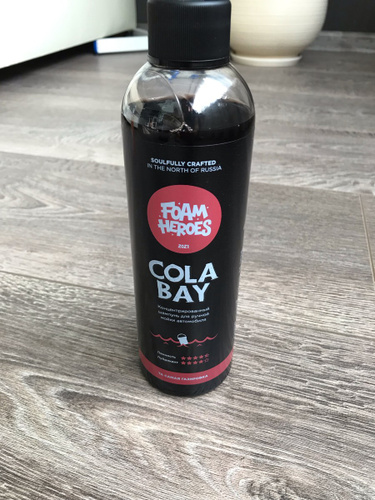 SOULFULLY CRAFTED
IN THE NORTH OF RUSSIA
FOAM
HEROES
2021
COLA
BAY
Концентрированный
шампунь для ручной
мойки автомобиля